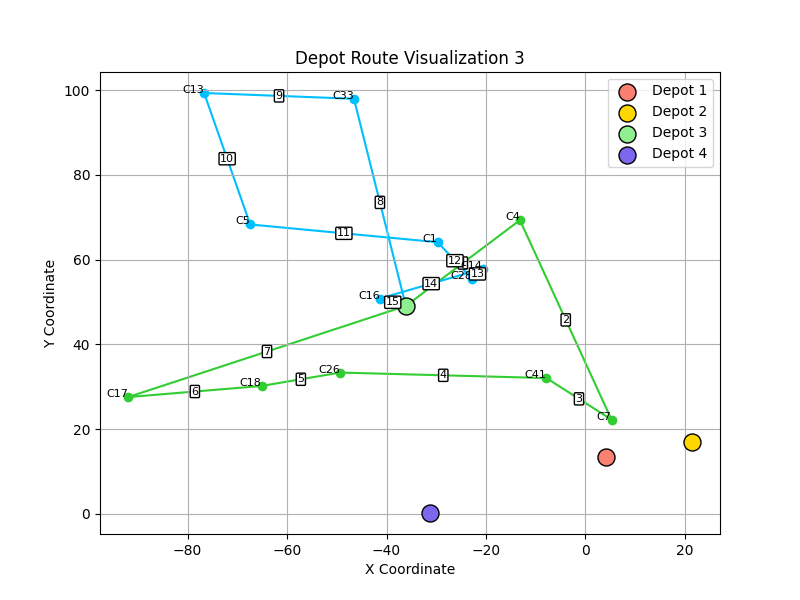 Depot Route Visualization 3
Depot 1
Depot 2
Depot 3
Depot 4
100
80
60
40
20
0
−80
−60
−40
−20
0
20
X Coordinate
Y Coordinate
C13
9
C33
10
8
C5
11
C1
C4
12
C14
13
14
C16
15
2
7
C26
C41
4
5
C18
6
C17
3
C7